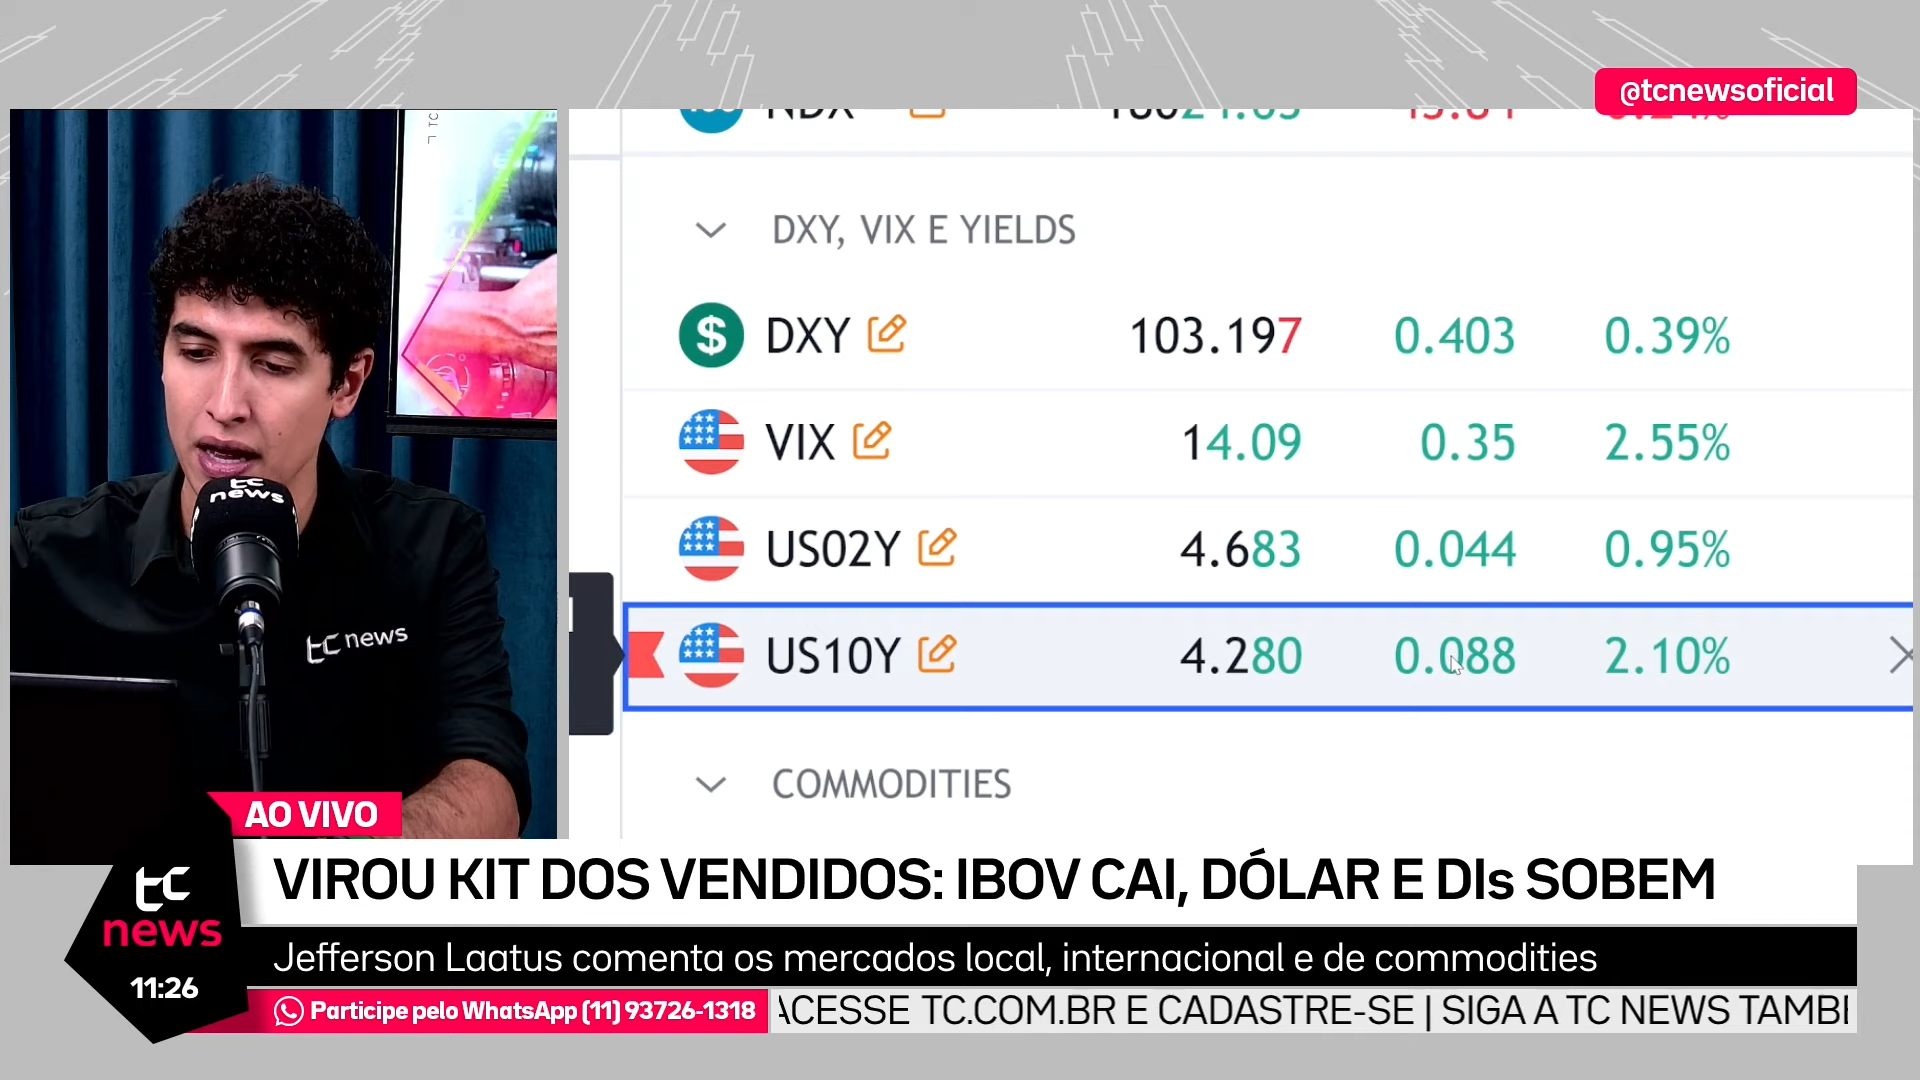 @tcnewsoficial
NDX
DXY, VIX E YIELDS
$ DXY 103.197 0.403 0.39%
VIX 14.09 0.35 2.55%
US02Y 4.683 0.044 0.95%
US10Y 4.280 0.088 2.10%
COMMODITIES
TC
tc news
tc news
AO VIVO
VIROU KIT DOS VENDIDOS: IBOV CAI, DÓLAR E DIs SOBEM
Jefferson Laatus comenta os mercados local, internacional e de commodities
tc
news
11:26
Participe pelo WhatsApp (11) 93726-1318
ACESSE TC.COM.BR E CADASTRE-SE | SIGA A TC NEWS TAMBÉ